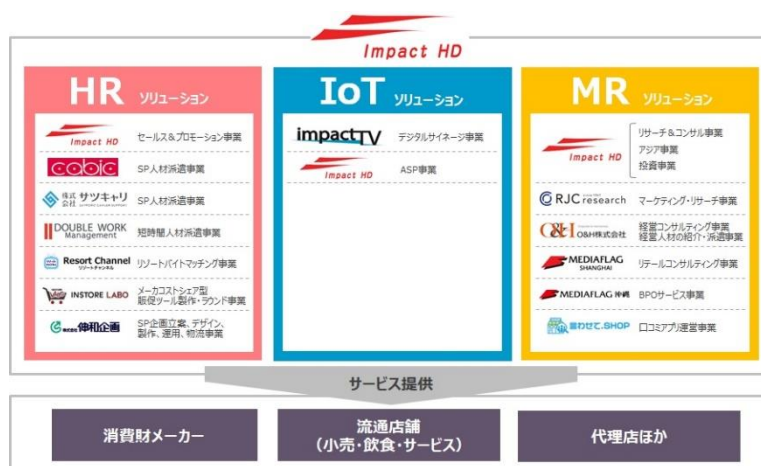 Impact HD
HR ソリューション
Impact HD
セールス&プロモーション事業
cabic
SP人材派遣事業
株式会社 サツキャリ
SP人材派遣事業
DOUBLE WORK
Management
短時間人材派遣事業
Resort Channel
リゾートチャンネル
リゾートバイトマッチング事業
INSTORE LABO
メーカコストシェア型
販促ツール製作・ラウンド事業
株式会社 伸和企画
SP企画立案、デザイン、
製作、運用、物流事業
IoT ソリューション
impactTV
デジタルサイネージ事業
Impact HD
ASP事業
MR ソリューション
Impact HD
リサーチ&コンサル事業
アジア事業
投資事業
RJC research
マーケティング・リサーチ事業
O&H O&H株式会社
経営コンサルティング事業
経営人材の紹介・派遣事業
MEDIAFLAG
SHANGHAI
リテールコンサルティング事業
MEDIAFLAG 沖縄
BPOサービス事業
言わせて.SHOP
口コミアプリ運営事業
サービス提供
消費財メーカー
流通店舗
(小売・飲食・サービス)
代理店ほか